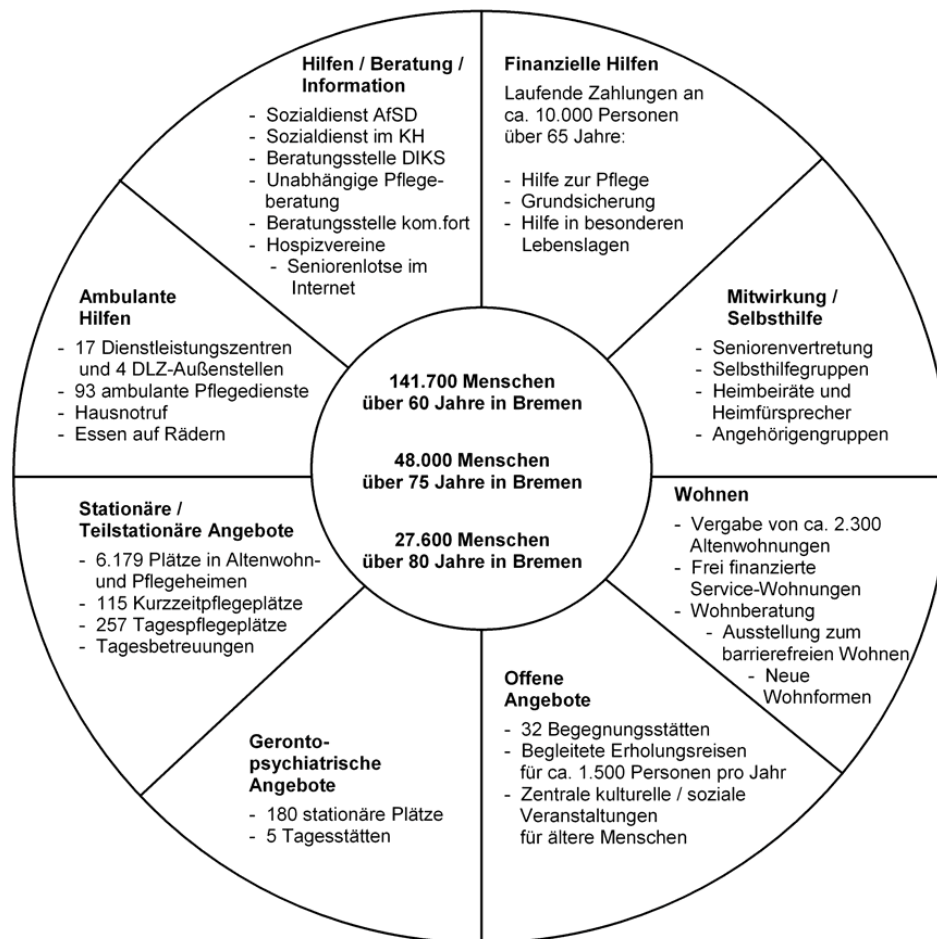 Hilfen / Beratung /
Information
- Sozialdienst AfSD
- Sozialdienst im KH
- Beratungsstelle DIKS
- Unabhängige Pflege-
beratung
- Beratungsstelle kom.fort
- Hospizvereine
- Seniorenlotse im
Internet
Finanzielle Hilfen
Laufende Zahlungen an
ca. 10.000 Personen
über 65 Jahre:
- Hilfe zur Pflege
- Grundsicherung
- Hilfe in besonderen
Lebenslagen
Mitwirkung /
Selbsthilfe
- Seniorenvertretung
- Selbsthilfegruppen
- Heimbeiräte und
Heimfürsprecher
- Angehörigengruppen
Wohnen
- Vergabe von ca. 2.300
Altenwohnungen
- Frei finanzierte
Service-Wohnungen
- Wohnberatung
- Ausstellung zum
barrierefreien Wohnen
- Neue
Wohnformen
Offene
Angebote
- 32 Begegnungsstätten
- Begleitete Erholungsreisen
für ca. 1.500 Personen pro Jahr
- Zentrale kulturelle / soziale
Veranstaltungen
für ältere Menschen
Geronto-
psychiatrische
Angebote
- 180 stationäre Plätze
- 5 Tagesstätten
Stationäre /
Teilstationäre Angebote
- 6.179 Plätze in Altenwohn-
und Pflegeheimen
- 115 Kurzzeitpflegeplätze
- 257 Tagespflegeplätze
- Tagesbetreuungen
Ambulante
Hilfen
- 17 Dienstleistungszentren
und 4 DLZ-Außenstellen
- 93 ambulante Pflegedienste
- Hausnotruf
- Essen auf Rädern
141.700 Menschen
über 60 Jahre in Bremen
48.000 Menschen
über 75 Jahre in Bremen
27.600 Menschen
über 80 Jahre in Bremen